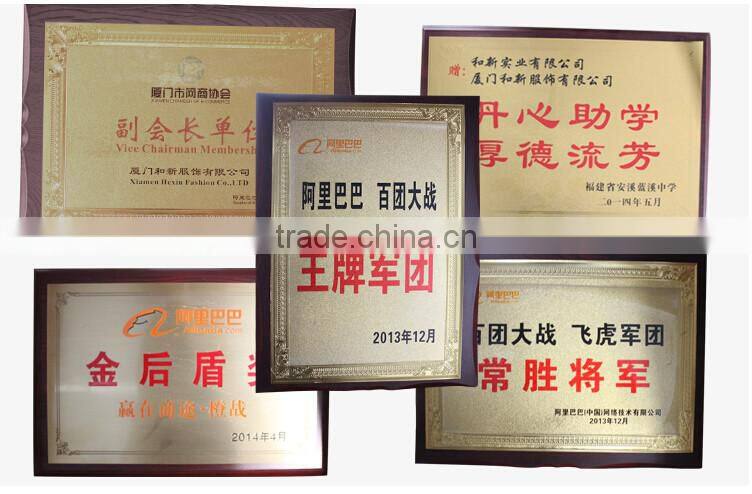 厦门市网商协会
XIAMEN CHAMBER OF E-COMMERCE
副会长单位
Vice Chairman Membersh
厦门和新服饰有限公司
Xiamen Hexin Fashion Co.,LTD
赠：
和新实业有限公司
厦门和新服饰有限公司
丹心助学
厚德流芳
福建省安溪蓝溪中学
二〇一四年五月
阿里巴巴
阿里巴巴 百团大战
王牌军团
2013年12月
trade.china.cn
阿里巴巴
Alibaba.com
金后盾奖
赢在商途·橙战
2014年4月
阿里巴巴
百团大战 飞虎军团
常胜将军
阿里巴巴(中国)网络技术有限公司
2013年12月